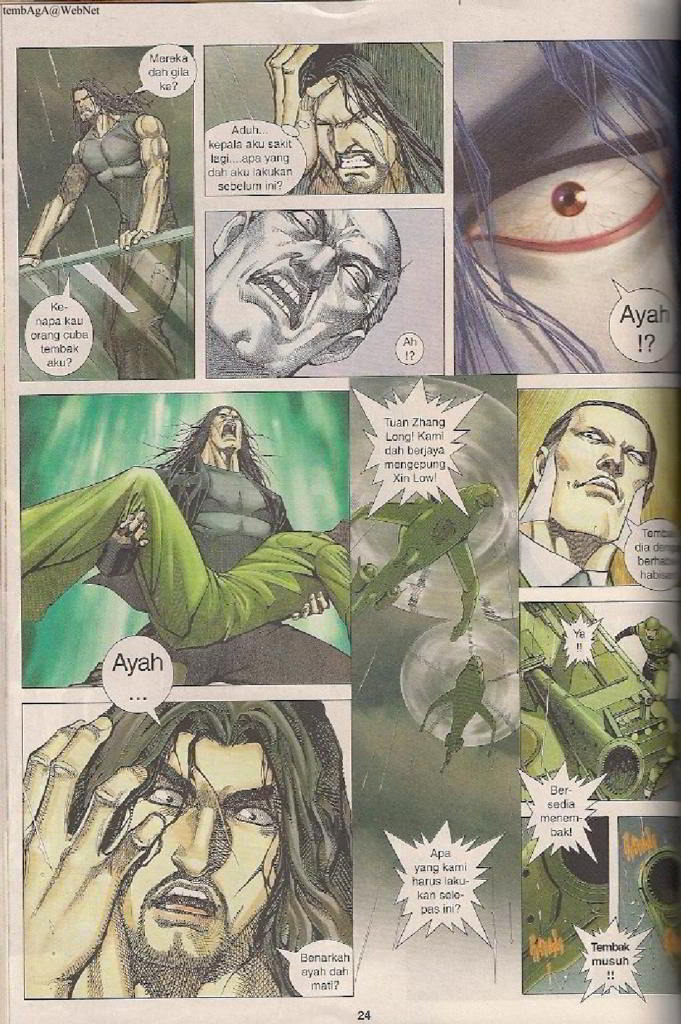 tembAgA@WebNet
Mereka
dah gila
ka?
Ke-
napa kau
orang cuba
tembak
aku?
Aduh...
kepala aku sakit
lagi....apa yang
dah aku lakukan
sebelum ini?
Ah
!?
Ayah
!?
Ayah
...
Benarkah
ayah dah
mati?
Tuan Zhang
Long! Kami
dah berjaya
mengepung
Xin Low!
Apa
yang kami
harus laku-
kan sele-
pas ini?
dia
Ya
!!
Ber-
sedia
menem-
bak!
Tembak
musuh
!!
24